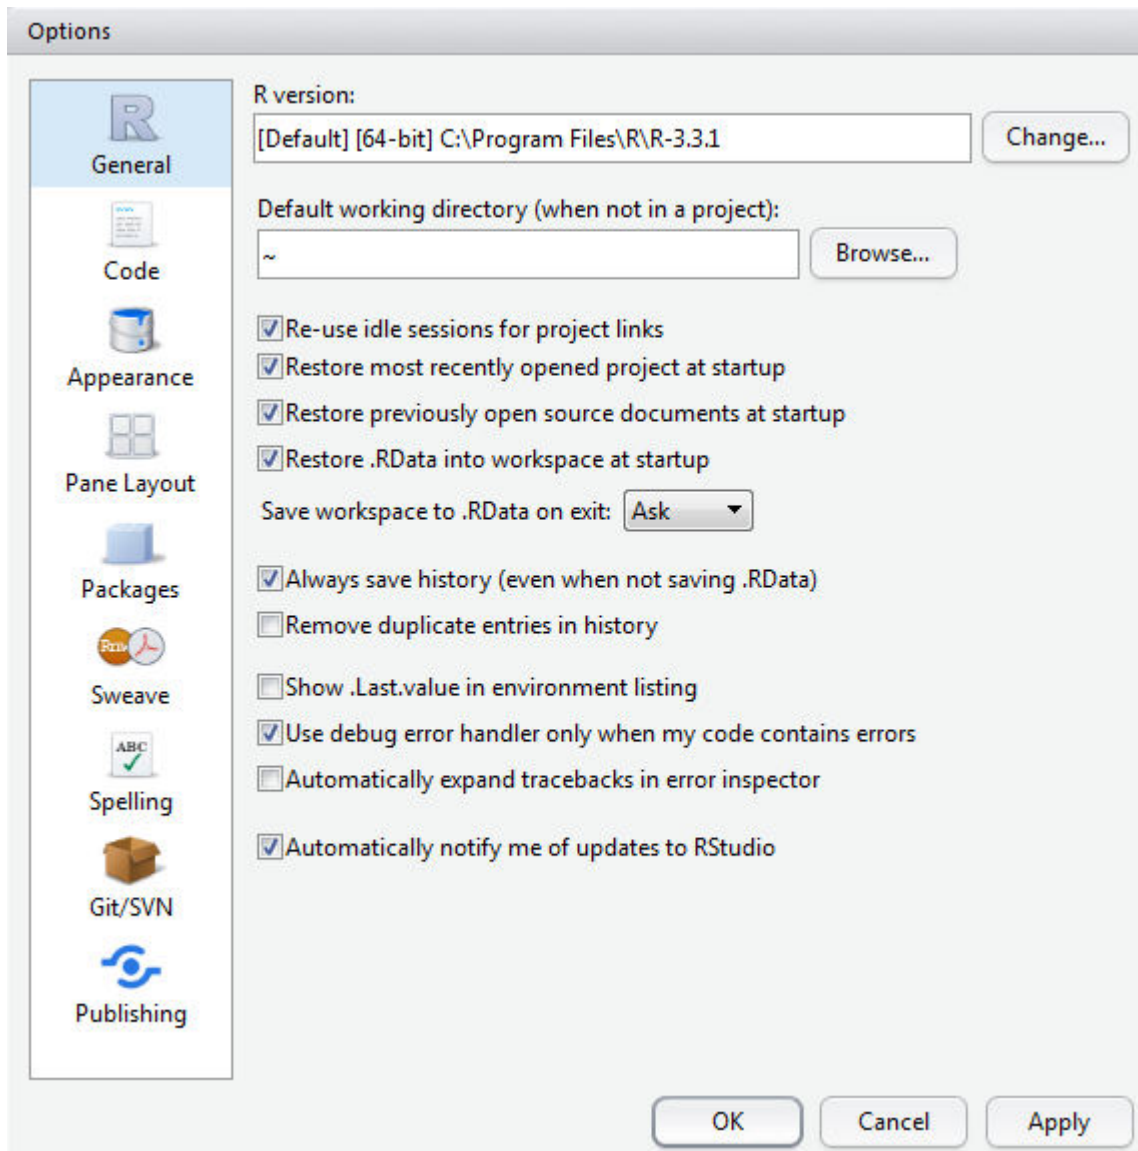 Options
General
Code
Appearance
Pane Layout
Packages
Sweave
ABC
Spelling
Git/SVN
Publishing
R version:
[Default] [64-bit] C:\Program Files\R\R-3.3.1
Change...
Default working directory (when not in a project):
~
Browse...
Re-use idle sessions for project links
Restore most recently opened project at startup
Restore previously open source documents at startup
Restore .RData into workspace at startup
Save workspace to .RData on exit: Ask
Always save history (even when not saving .RData)
Remove duplicate entries in history
Show .Last.value in environment listing
Use debug error handler only when my code contains errors
Automatically expand tracebacks in error inspector
Automatically notify me of updates to RStudio
OK
Cancel
Apply